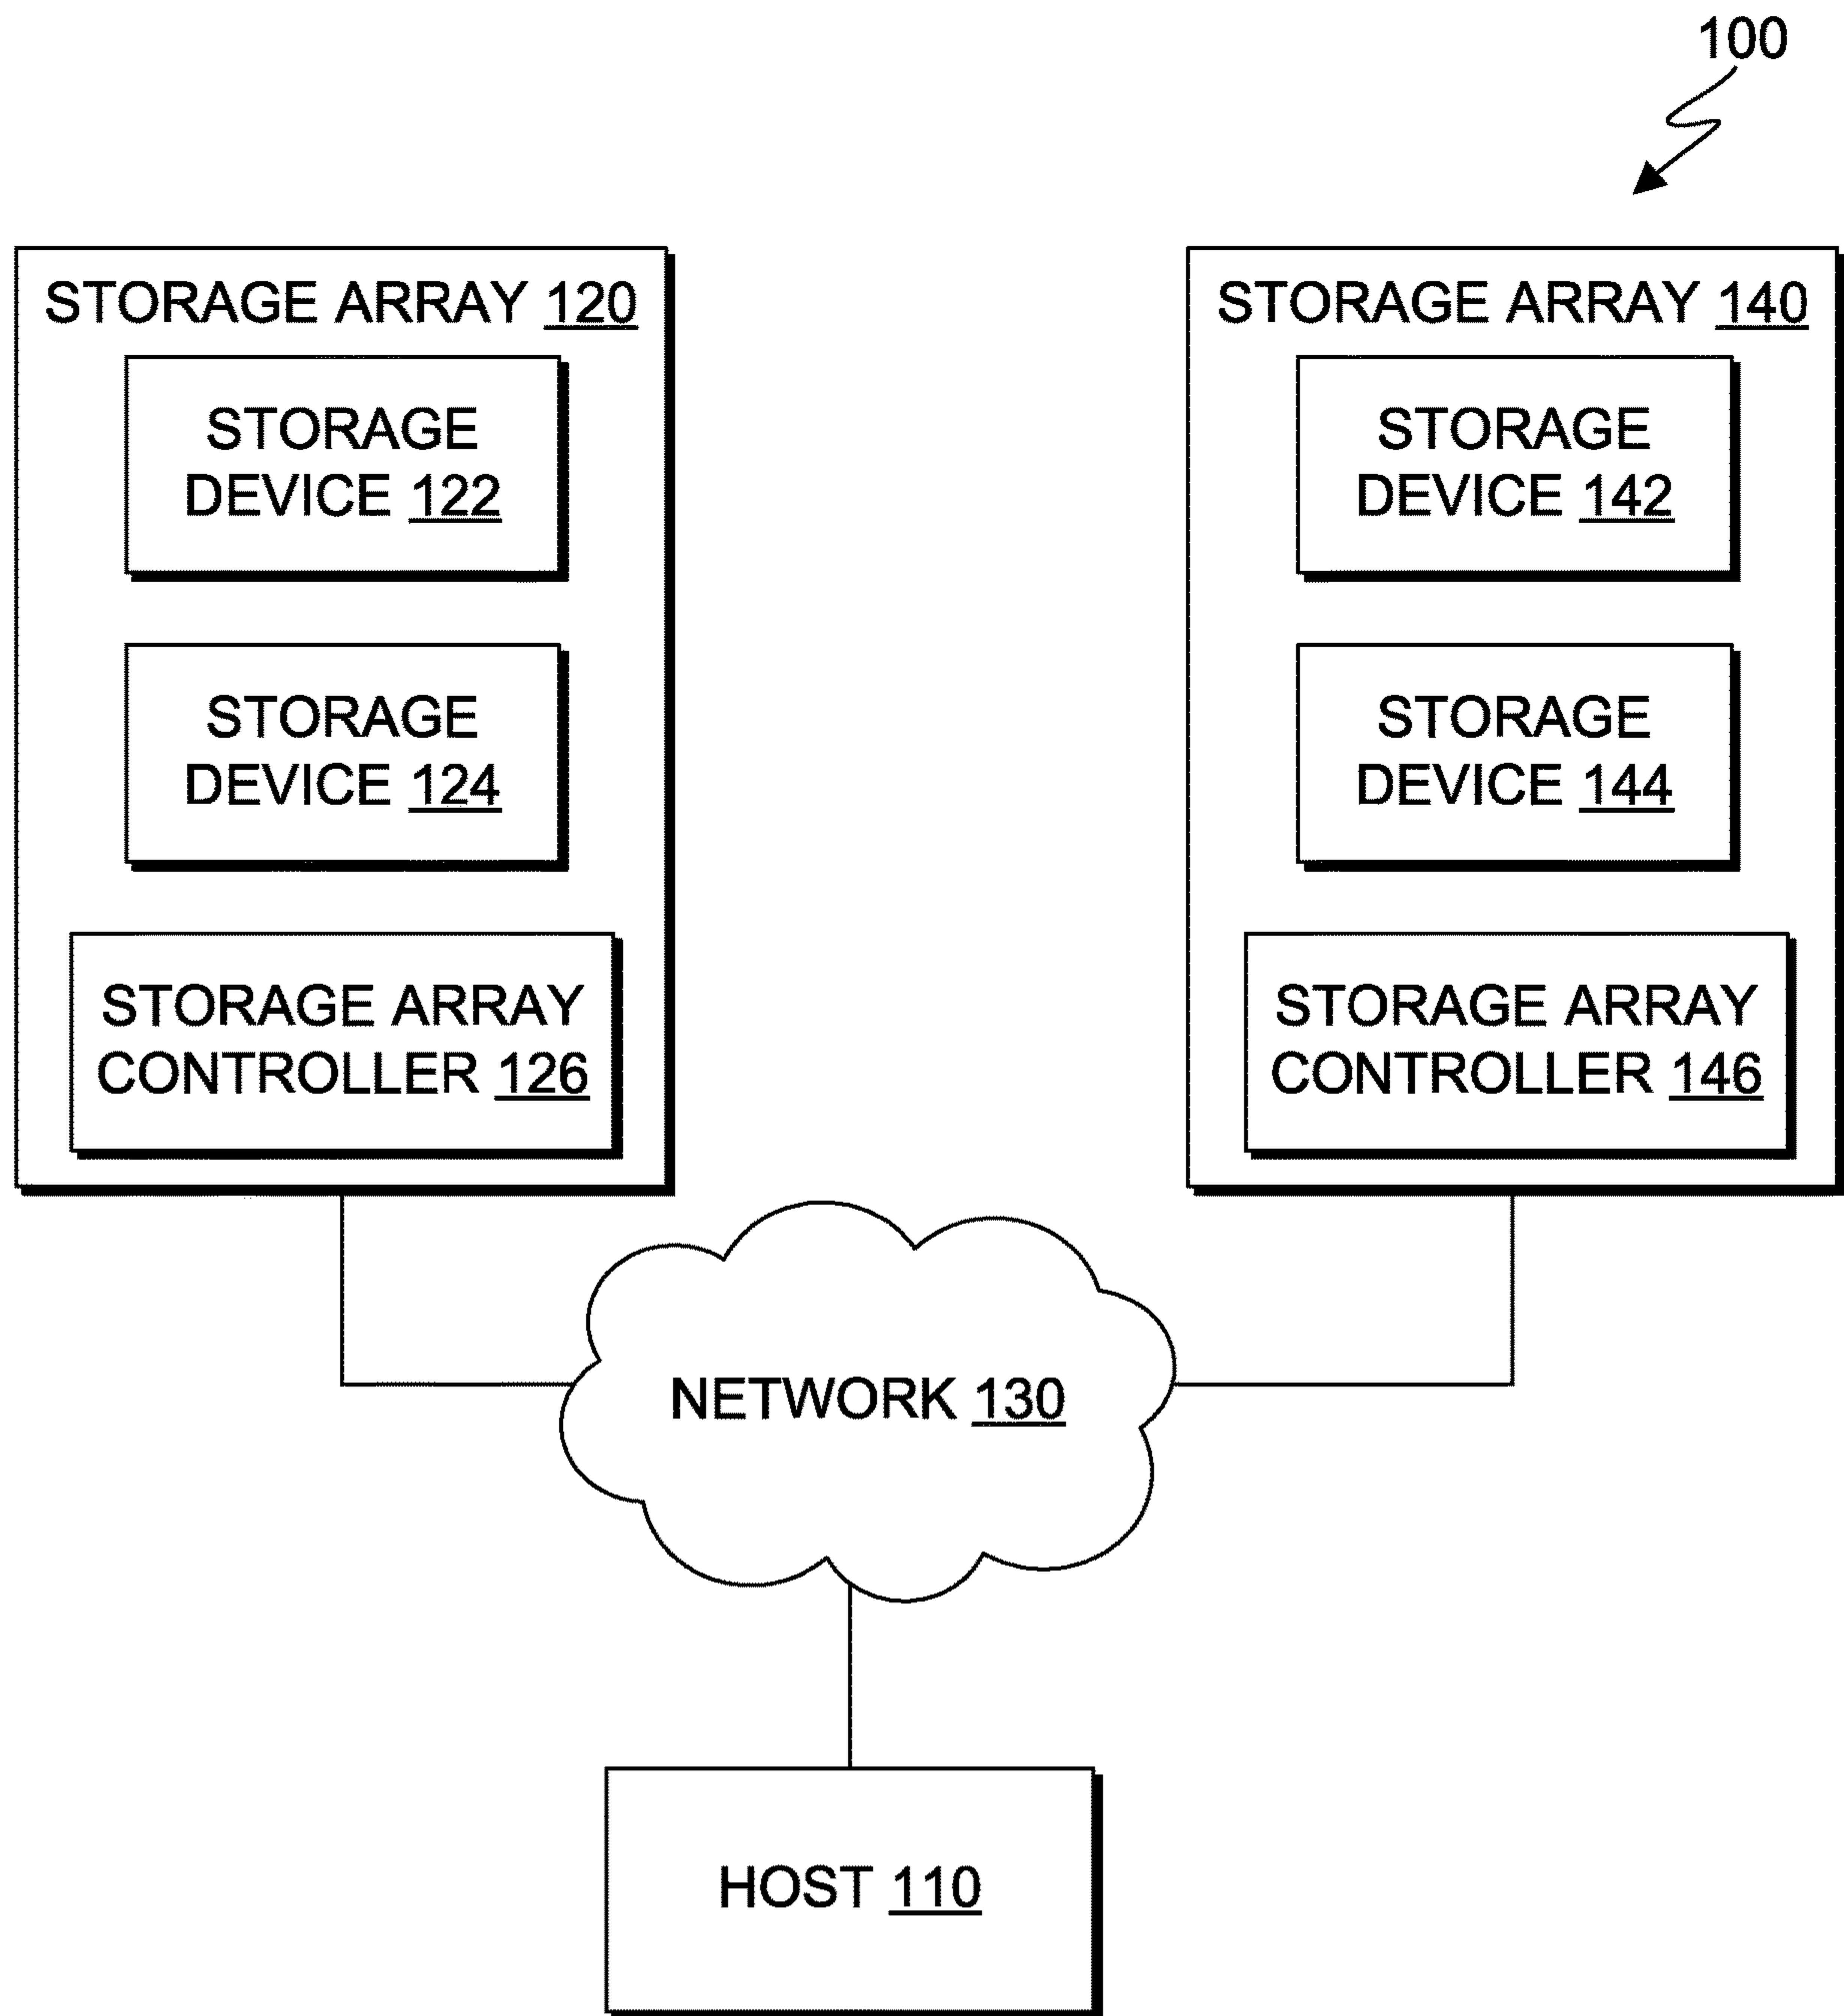 100
STORAGE ARRAY 120
STORAGE
DEVICE 122
STORAGE
DEVICE 124
STORAGE ARRAY
CONTROLLER 126
STORAGE ARRAY 140
STORAGE
DEVICE 142
STORAGE
DEVICE 144
STORAGE ARRAY
CONTROLLER 146
NETWORK 130
HOST 110